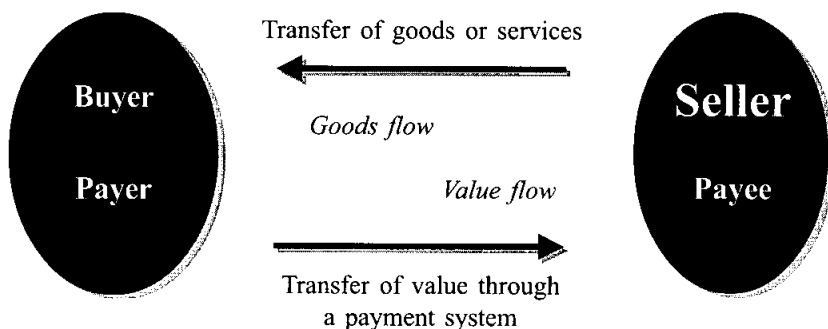 Transfer of goods or services
Buyer
Seller
Goods flow
Payer
Value flow
Payee
Transfer of value through
a payment system